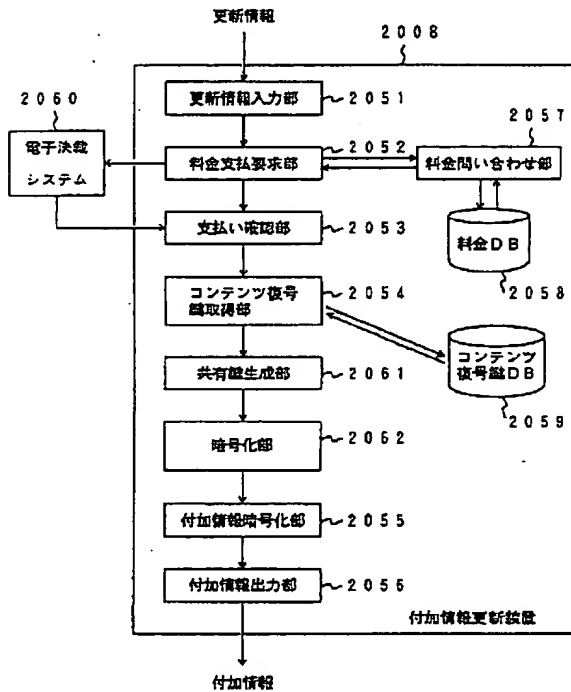 更新情報
2008
更新情報入力部
2051
2060
電子決裁
システム
料金支払要求部
2052
2057
料金問い合わせ部
支払い確認部
2053
料金DB
2058
コンテンツ復号
鍵取得部
2054
コンテンツ
復号鍵DB
2059
共有鍵生成部
2061
暗号化部
2062
付加情報暗号化部
2055
付加情報出力部
2056
付加情報更新装置
付加情報